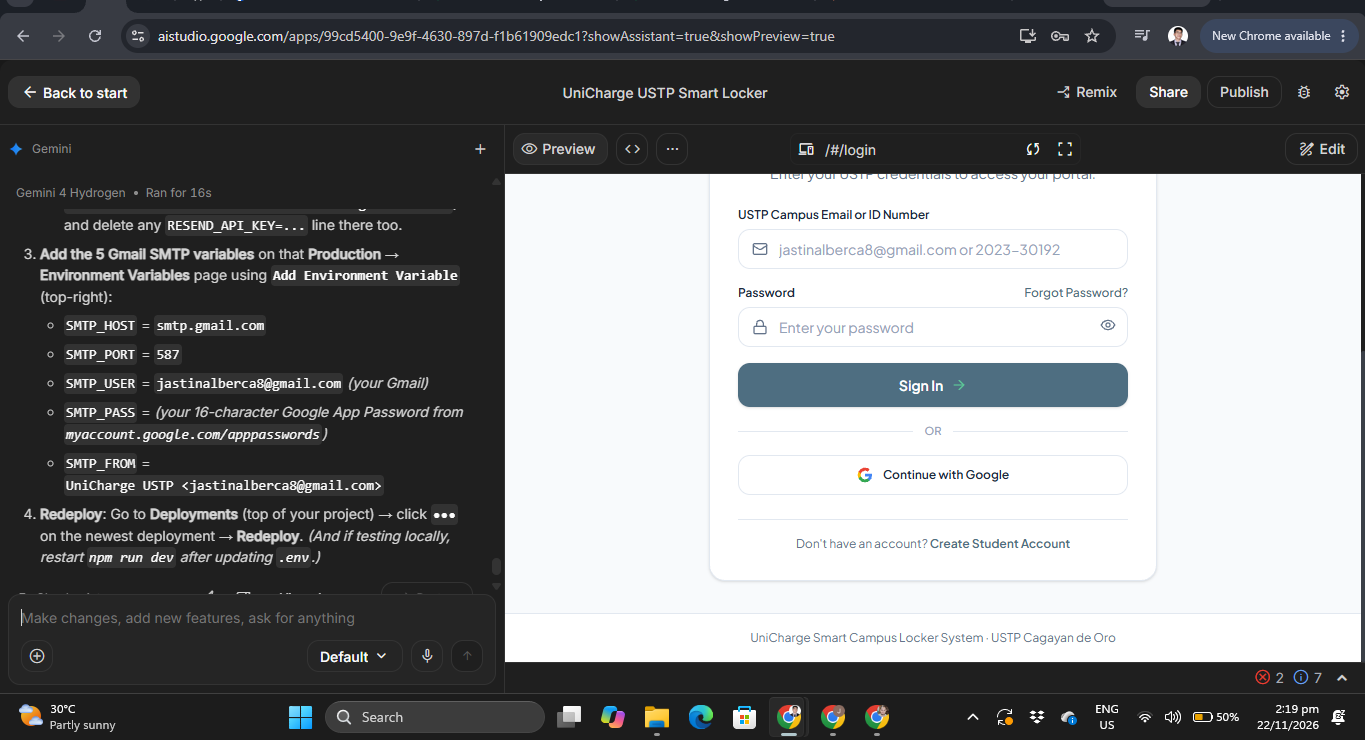 aistudio.google.com/apps/99cd5400-9e9f-4630-897d-f1b61909edc1?showAssistant=true&showPreview=true
New Chrome available
Back to start
UniCharge USTP Smart Locker
Remix
Share
Publish
Gemini
Preview
/#/login
Edit
Gemini 4 Hydrogen • Ran for 16s
and delete any RESEND_API_KEY=... line there too.
3. Add the 5 Gmail SMTP variables on that Production →
Environment Variables page using Add Environment Variable
(top-right):
SMTP_HOST = smtp.gmail.com
SMTP_PORT = 587
SMTP_USER = jastinalberca8@gmail.com (your Gmail)
SMTP_PASS = (your 16-character Google App Password from
myaccount.google.com/apppasswords)
SMTP_FROM =
UniCharge USTP <jastinalberca8@gmail.com>
4. Redeploy: Go to Deployments (top of your project) → click •••
on the newest deployment → Redeploy. (And if testing locally,
restart npm run dev after updating .env.)
Make changes, add new features, ask for anything
Default
Enter your USTP credentials to access your portal.
USTP Campus Email or ID Number
jastinalberca8@gmail.com or 2023-30192
Password
Forgot Password?
Enter your password
Sign In
OR
Continue with Google
Don't have an account? Create Student Account
UniCharge Smart Campus Locker System · USTP Cagayan de Oro
2
7
30°C
Partly sunny
Search
ENG
US
50%
2:19 pm
22/11/2026